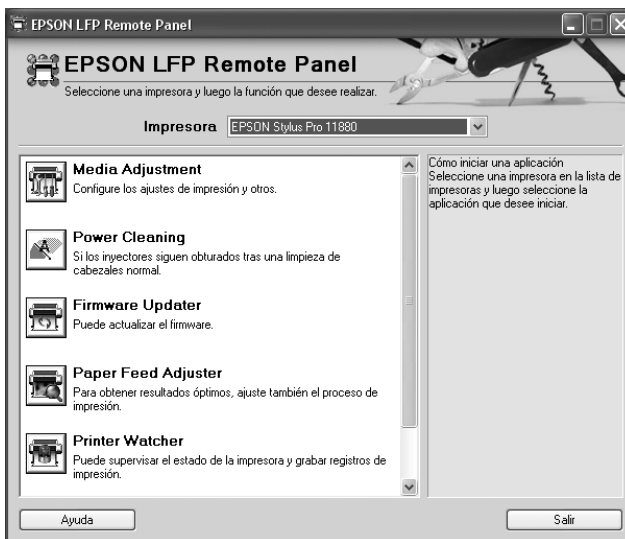 EPSON LFP Remote Panel
EPSON LFP Remote Panel
Seleccione una impresora y luego la función que desee realizar.
Impresora EPSON Stylus Pro 11880
Media Adjustment
Configure los ajustes de impresión y otros.
Power Cleaning
Si los inyectores siguen obturados tras una limpieza de
cabezales normal.
Firmware Updater
Puede actualizar el firmware.
Paper Feed Adjuster
Para obtener resultados óptimos, ajuste también el proceso de
impresión.
Printer Watcher
Puede supervisar el estado de la impresora y grabar registros de
impresión.
Cómo iniciar una aplicación
Seleccione una impresora en la lista de
impresoras y luego seleccione la
aplicación que desee iniciar.
Ayuda
Salir